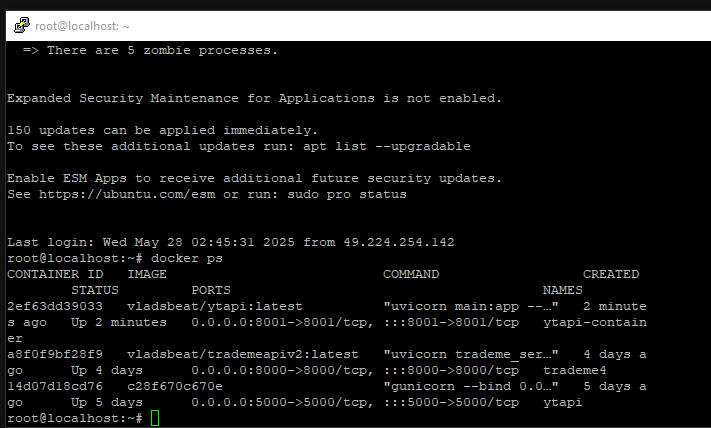 root@localhost: ~
=> There are 5 zombie processes.
Expanded Security Maintenance for Applications is not enabled.
150 updates can be applied immediately.
To see these additional updates run: apt list --upgradable
Enable ESM Apps to receive additional future security updates.
See https://ubuntu.com/esm or run: sudo pro status
Last login: Wed May 28 02:45:31 2025 from 49.224.254.142
root@localhost:~# docker ps
CONTAINER ID   IMAGE                           COMMAND                  CREATED
        STATUS         PORTS                                       NAMES
2ef63dd39033   vladsbeat/ytapi:latest          "uvicorn main:app --…"   2 minute
s ago   Up 2 minutes   0.0.0.0:8001->8001/tcp, :::8001->8001/tcp   ytapi-contain
er
a8f0f9bf28f9   vladsbeat/trademeapiv2:latest   "uvicorn trademe_ser…"   4 days a
go      Up 4 days      0.0.0.0:8000->8000/tcp, :::8000->8000/tcp   trademe4
14d07d18cd76   c28f670c670e                    "gunicorn --bind 0.0…"   5 days a
go      Up 5 days      0.0.0.0:5000->5000/tcp, :::5000->5000/tcp   ytapi
root@localhost:~#